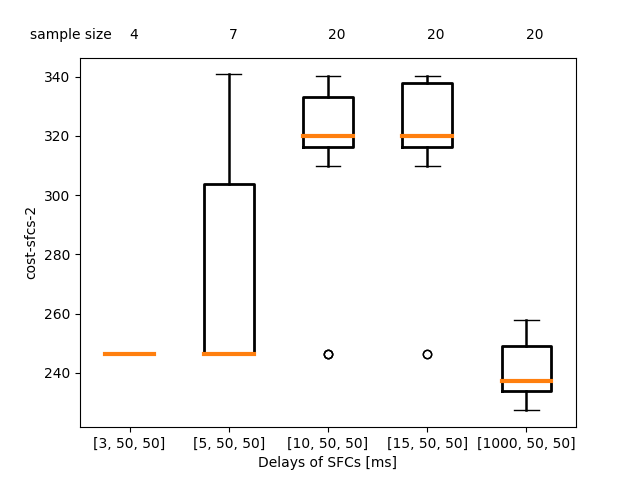 sample size 4 7 20 20 20
340
320
300
280
260
240
cost-sfcs-2
[3, 50, 50] [5, 50, 50] [10, 50, 50] [15, 50, 50] [1000, 50, 50]
Delays of SFCs [ms]